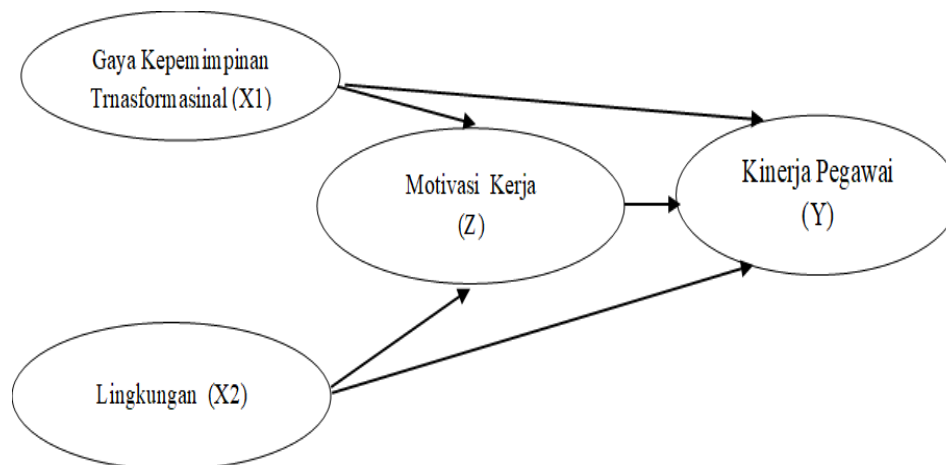 Gaya Kepemimpinan
Trnasformasinal (X1)
Motivasi Kerja
(Z)
Kinerja Pegawai
(Y)
Lingkungan (X2)